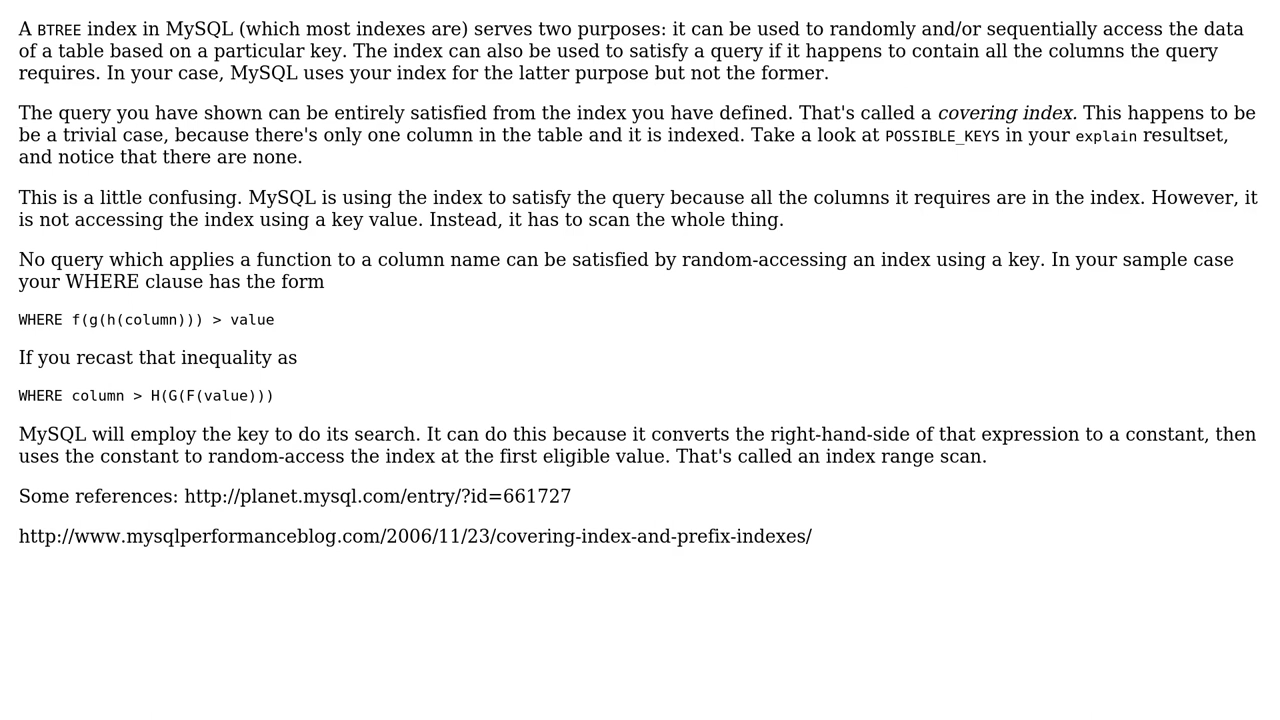 A BTREE index in MySQL (which most indexes are) serves two purposes: it can be used to randomly and/or sequentially access the data
of a table based on a particular key. The index can also be used to satisfy a query if it happens to contain all the columns the query
requires. In your case, MySQL uses your index for the latter purpose but not the former.
The query you have shown can be entirely satisfied from the index you have defined. That's called a covering index. This happens to be
be a trivial case, because there's only one column in the table and it is indexed. Take a look at POSSIBLE_KEYS in your explain resultset,
and notice that there are none.
This is a little confusing. MySQL is using the index to satisfy the query because all the columns it requires are in the index. However, it
is not accessing the index using a key value. Instead, it has to scan the whole thing.
No query which applies a function to a column name can be satisfied by random-accessing an index using a key. In your sample case
your WHERE clause has the form
WHERE f(g(h(column))) > value
If you recast that inequality as
WHERE column > H(G(F(value)))
MySQL will employ the key to do its search. It can do this because it converts the right-hand-side of that expression to a constant, then
uses the constant to random-access the index at the first eligible value. That's called an index range scan.
Some references: http://planet.mysql.com/entry/?id=661727
http://www.mysqlperformanceblog.com/2006/11/23/covering-index-and-prefix-indexes/